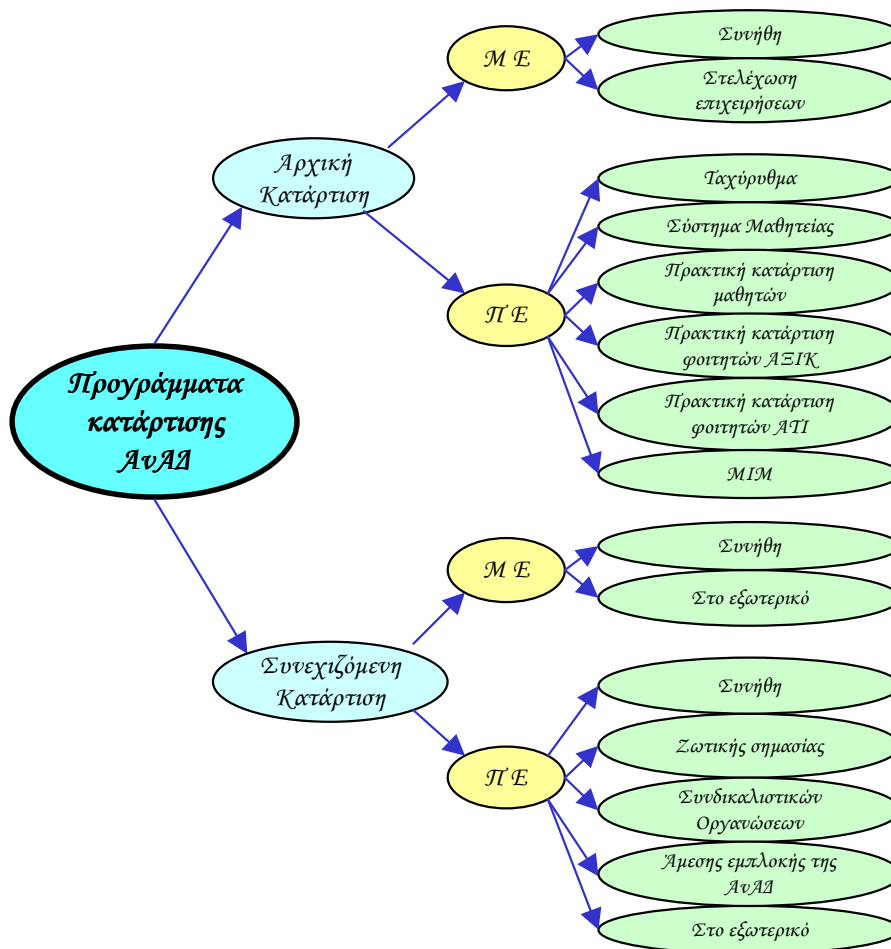 Μ Ε
Συνήθη
Στελέχωση
επιχειρήσεων
Αρχική
Κατάρτιση
Π Ε
Ταχύρυθμα
Σύστημα Μαθητείας
Πρακτική κατάρτιση
μαθητών
Πρακτική κατάρτιση
φοιτητών ΑΞΙΚ
Πρακτική κατάρτιση
φοιτητών ΑΤΙ
ΜΙΜ
Προγράμματα
κατάρτισης
ΑνΑΔ
Συνεχιζόμενη
Κατάρτιση
Μ Ε
Συνήθη
Στο εξωτερικό
Π Ε
Συνήθη
Ζωτικής σημασίας
Συνδικαλιστικών
Οργανώσεων
Άμεσης εμπλοκής της
ΑνΑΔ
Στο εξωτερικό